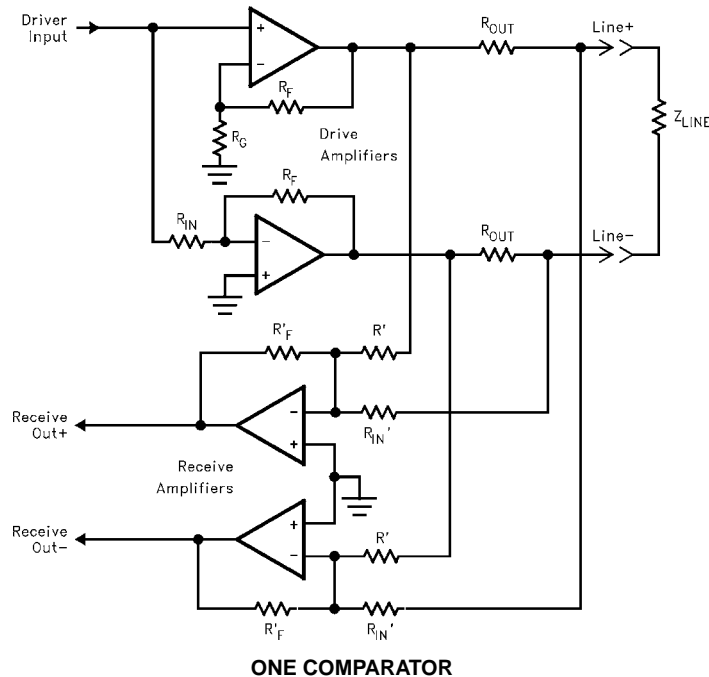 Driver
Input
+
−
R_F
R_G
Drive
Amplifiers
R_OUT
Line+
Z_LINE
R_F
R_IN
−
+
R_OUT
Line−
R'_F
R'
Receive
Out+
−
+
R_IN'
Receive
Amplifiers
Receive
Out−
+
−
R'
R'_F
R_IN'
ONE COMPARATOR